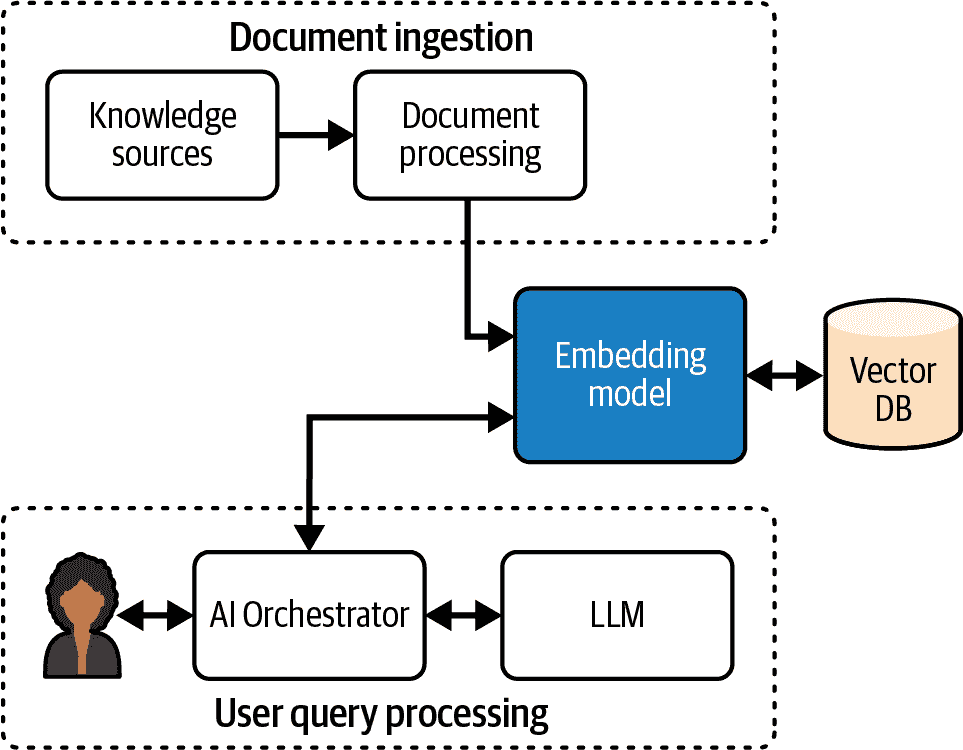 Document ingestion
Knowledge
sources
Document
processing
Embedding
model
Vector
DB
AI Orchestrator
LLM
User query processing